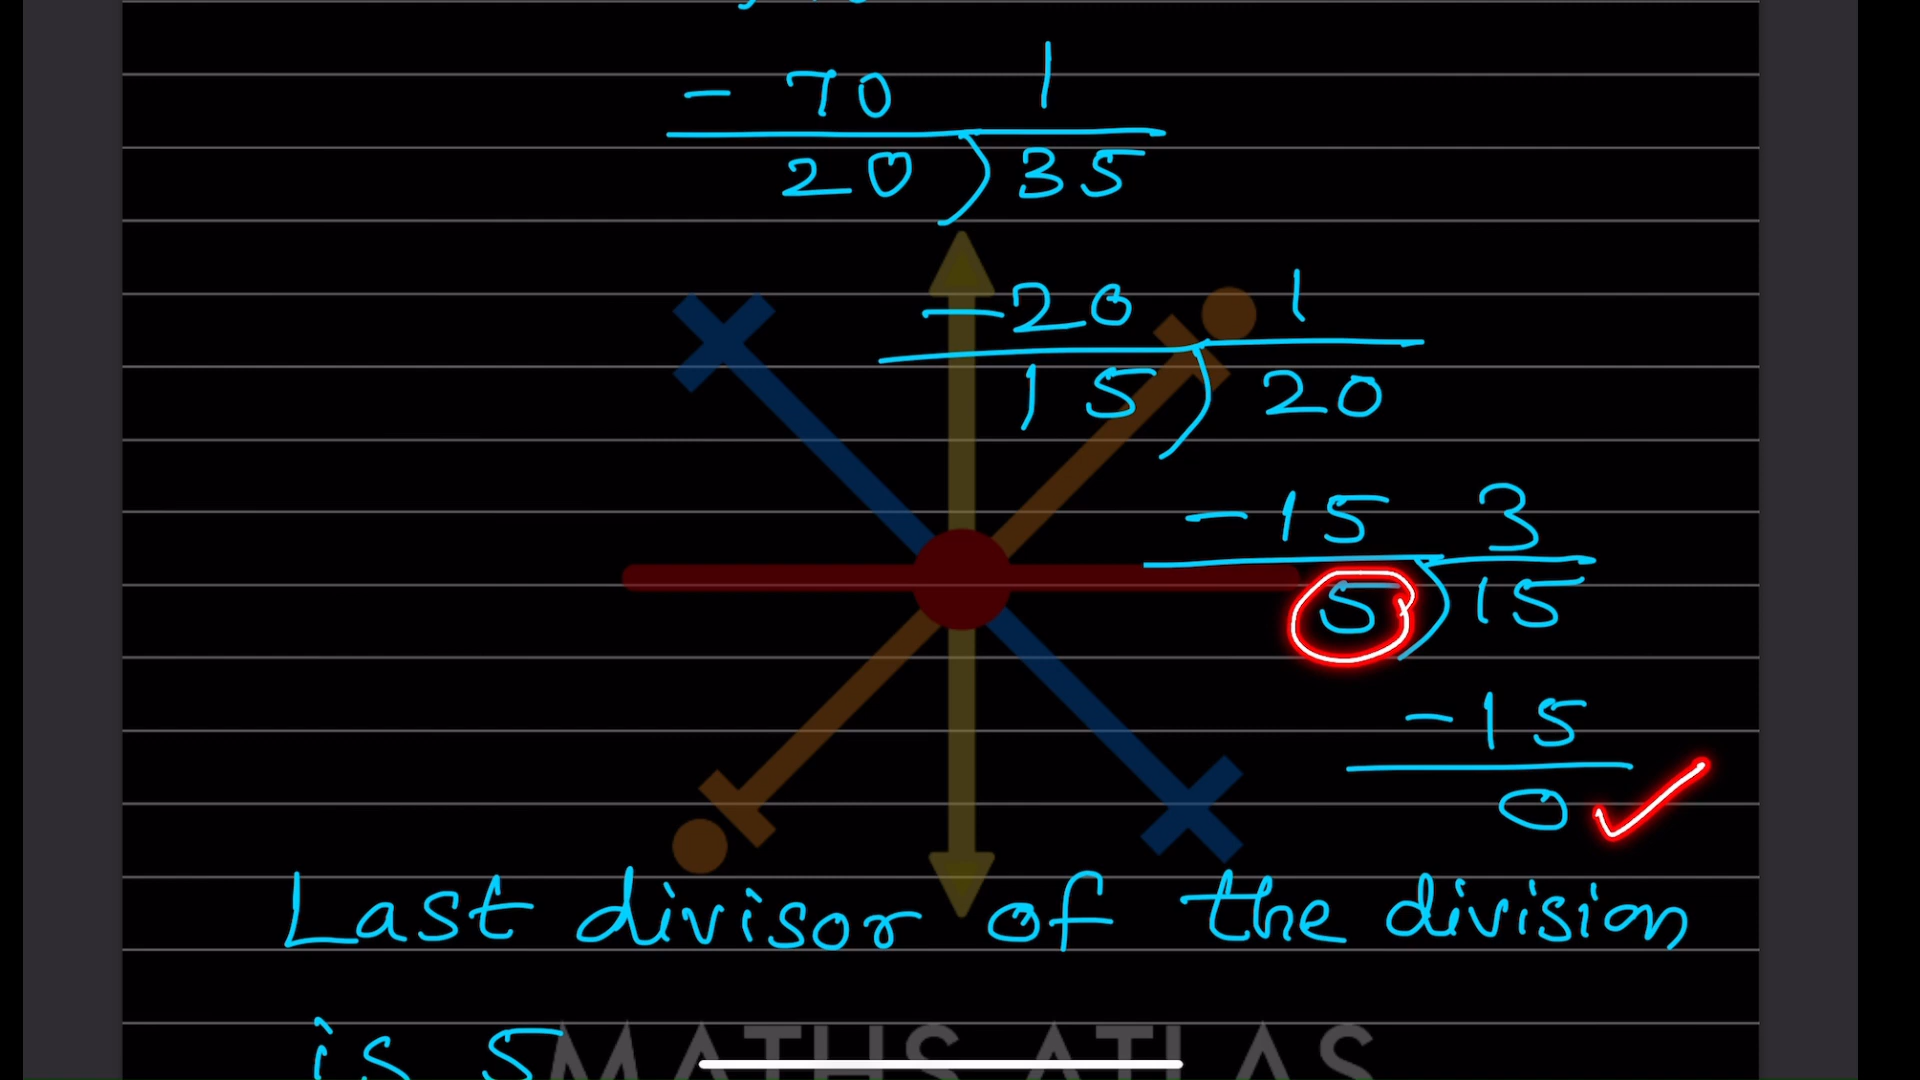 - 70 1
20 ) 35
- 20 1
15 ) 20
- 15 3
5 ) 15
- 15
0
Last divisor of the division
is 5
MATHS ATLAS